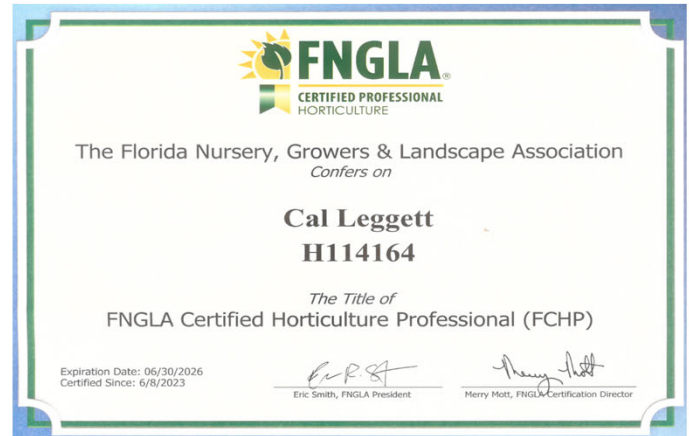 FNGLA®
CERTIFIED PROFESSIONAL
HORTICULTURE
The Florida Nursery, Growers & Landscape Association
Confers on
Cal Leggett
H114164
The Title of
FNGLA Certified Horticulture Professional (FCHP)
Expiration Date: 06/30/2026
Certified Since: 6/8/2023
Eric Smith, FNGLA President
Merry Mott, FNGLA Certification Director